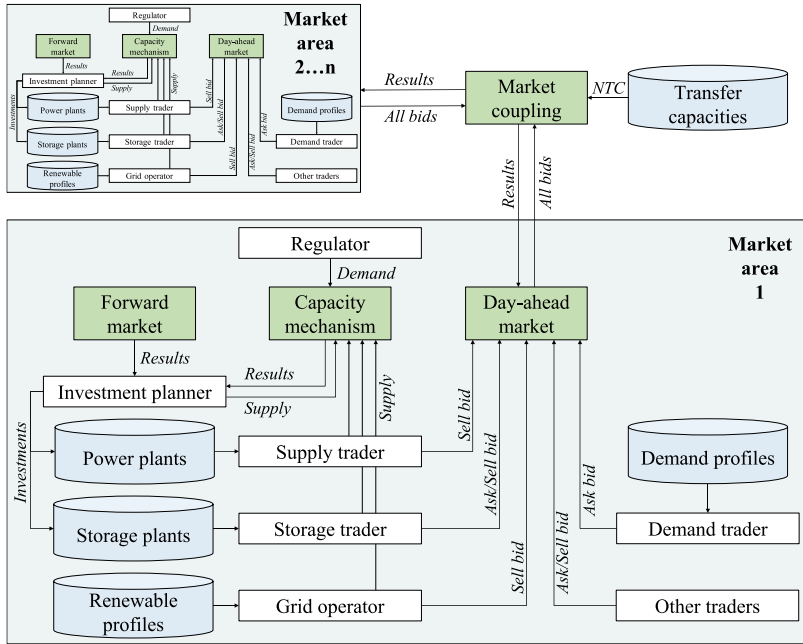 Regulator
Demand
Market
area
2…n
Forward
market
Capacity
mechanism
Day-ahead
market
Results
Investment planner
Results
Supply
Supply
Investments
Power plants
Supply trader
Sell bid
Ask/Sell bid
Sell bid
Ask/Sell bid
Ask bid
Demand profiles
Storage plants
Storage trader
Demand trader
Renewable
profiles
Grid operator
Other traders
Results
All bids
Market
coupling
NTC
Transfer
capacities
Results
All bids
Market
area
1
Regulator
Demand
Forward
market
Capacity
mechanism
Day-ahead
market
Results
Investment planner
Results
Supply
Supply
Investments
Power plants
Supply trader
Sell bid
Ask/Sell bid
Sell bid
Ask/Sell bid
Ask bid
Demand profiles
Storage plants
Storage trader
Demand trader
Renewable
profiles
Grid operator
Other traders